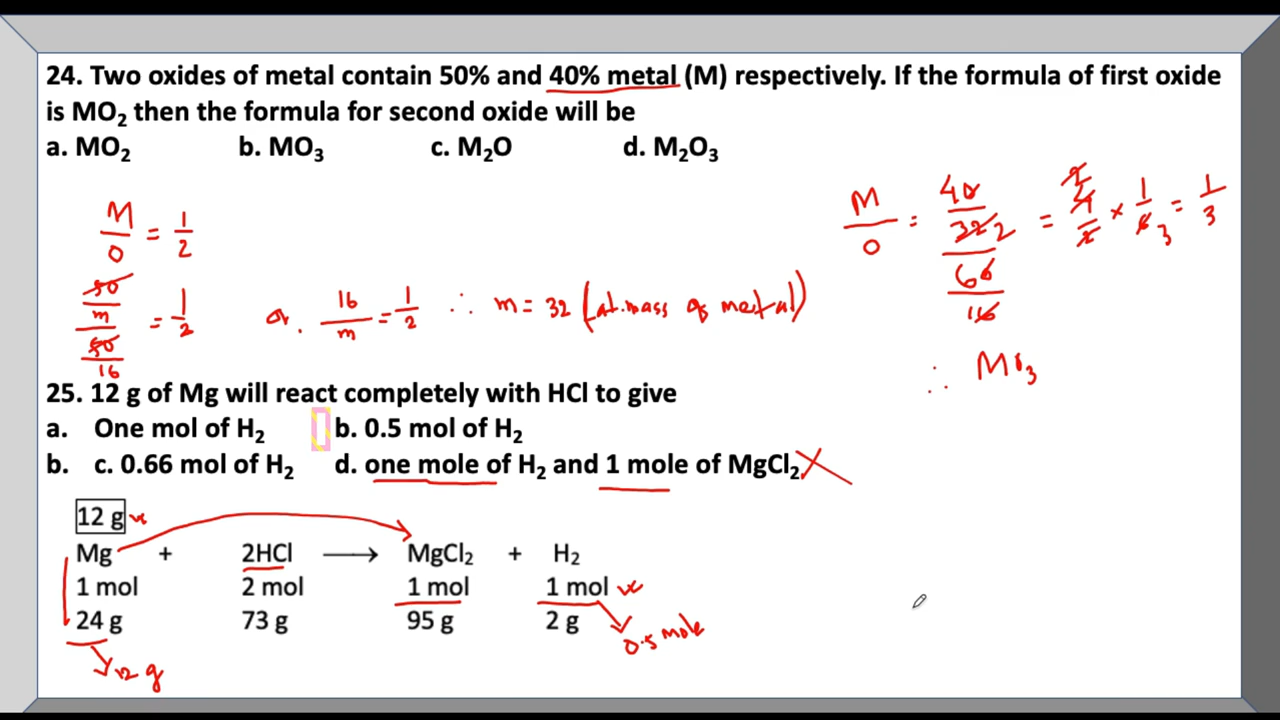 24. Two oxides of metal contain 50% and 40% metal (M) respectively. If the formula of first oxide
is MO₂ then the formula for second oxide will be
a. MO₂ b. MO₃ c. M₂O d. M₂O₃
M/O = 1/2
(50/m)/(50/16) = 1/2 or. 16/m = 1/2 ∴ m = 32 (at. mass of metal)
M/O = (40/32)/(60/16) = 4/2 × 1/6 = 1/3
∴ MO₃
25. 12 g of Mg will react completely with HCl to give
a. One mol of H₂ b. 0.5 mol of H₂
b. c. 0.66 mol of H₂ d. one mole of H₂ and 1 mole of MgCl₂
12 g
Mg + 2HCl ⟶ MgCl₂ + H₂
1 mol 2 mol 1 mol 1 mol
24 g 73 g 95 g 2 g
0.5 mole
12 g